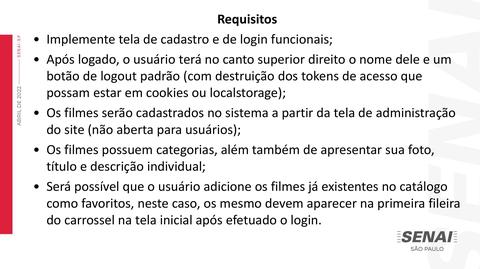 Requisitos
• Implemente tela de cadastro e de login funcionais;
• Após logado, o usuário terá no canto superior direito o nome dele e um
botão de logout padrão (com destruição dos tokens de acesso que
possam estar em cookies ou localstorage);
• Os filmes serão cadastrados no sistema a partir da tela de administração
do site (não aberta para usuários);
• Os filmes possuem categorias, além também de apresentar sua foto,
título e descrição individual;
• Será possível que o usuário adicione os filmes já existentes no catálogo
como favoritos, neste caso, os mesmo devem aparecer na primeira fileira
do carrossel na tela inicial após efetuado o login.
ABRIL DE 2022 SENAI-SP
SENAI
SÃO PAULO
SENAI